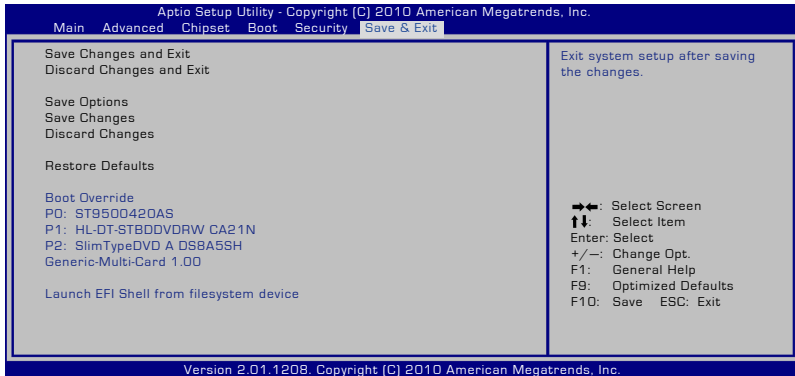 Aptio Setup Utility - Copyright (C) 2010 American Megatrends, Inc.
Main Advanced Chipset Boot Security Save & Exit
Save Changes and Exit
Discard Changes and Exit
Save Options
Save Changes
Discard Changes
Restore Defaults
Boot Override
P0: ST9500420AS
P1: HL-DT-STBDDVDRW CA21N
P2: SlimTypeDVD A DS8A5SH
Generic-Multi-Card 1.00
Launch EFI Shell from filesystem device
Exit system setup after saving
the changes.
→←: Select Screen
↑↓: Select Item
Enter: Select
+/—: Change Opt.
F1: General Help
F9: Optimized Defaults
F10: Save ESC: Exit
Version 2.01.1208. Copyright (C) 2010 American Megatrends, Inc.